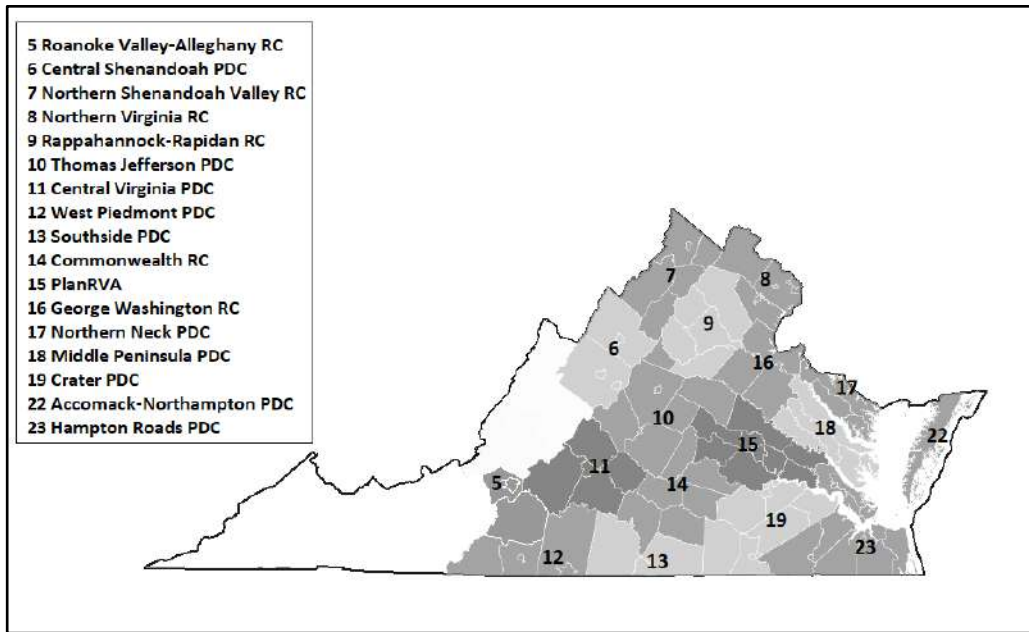 5 Roanoke Valley-Alleghany RC
6 Central Shenandoah PDC
7 Northern Shenandoah Valley RC
8 Northern Virginia RC
9 Rappahannock-Rapidan RC
10 Thomas Jefferson PDC
11 Central Virginia PDC
12 West Piedmont PDC
13 Southside PDC
14 Commonwealth RC
15 PlanRVA
16 George Washington RC
17 Northern Neck PDC
18 Middle Peninsula PDC
19 Crater PDC
22 Accomack-Northampton PDC
23 Hampton Roads PDC
7
8
9
6
16
17
10
18
22
15
11
5
14
19
23
12
13